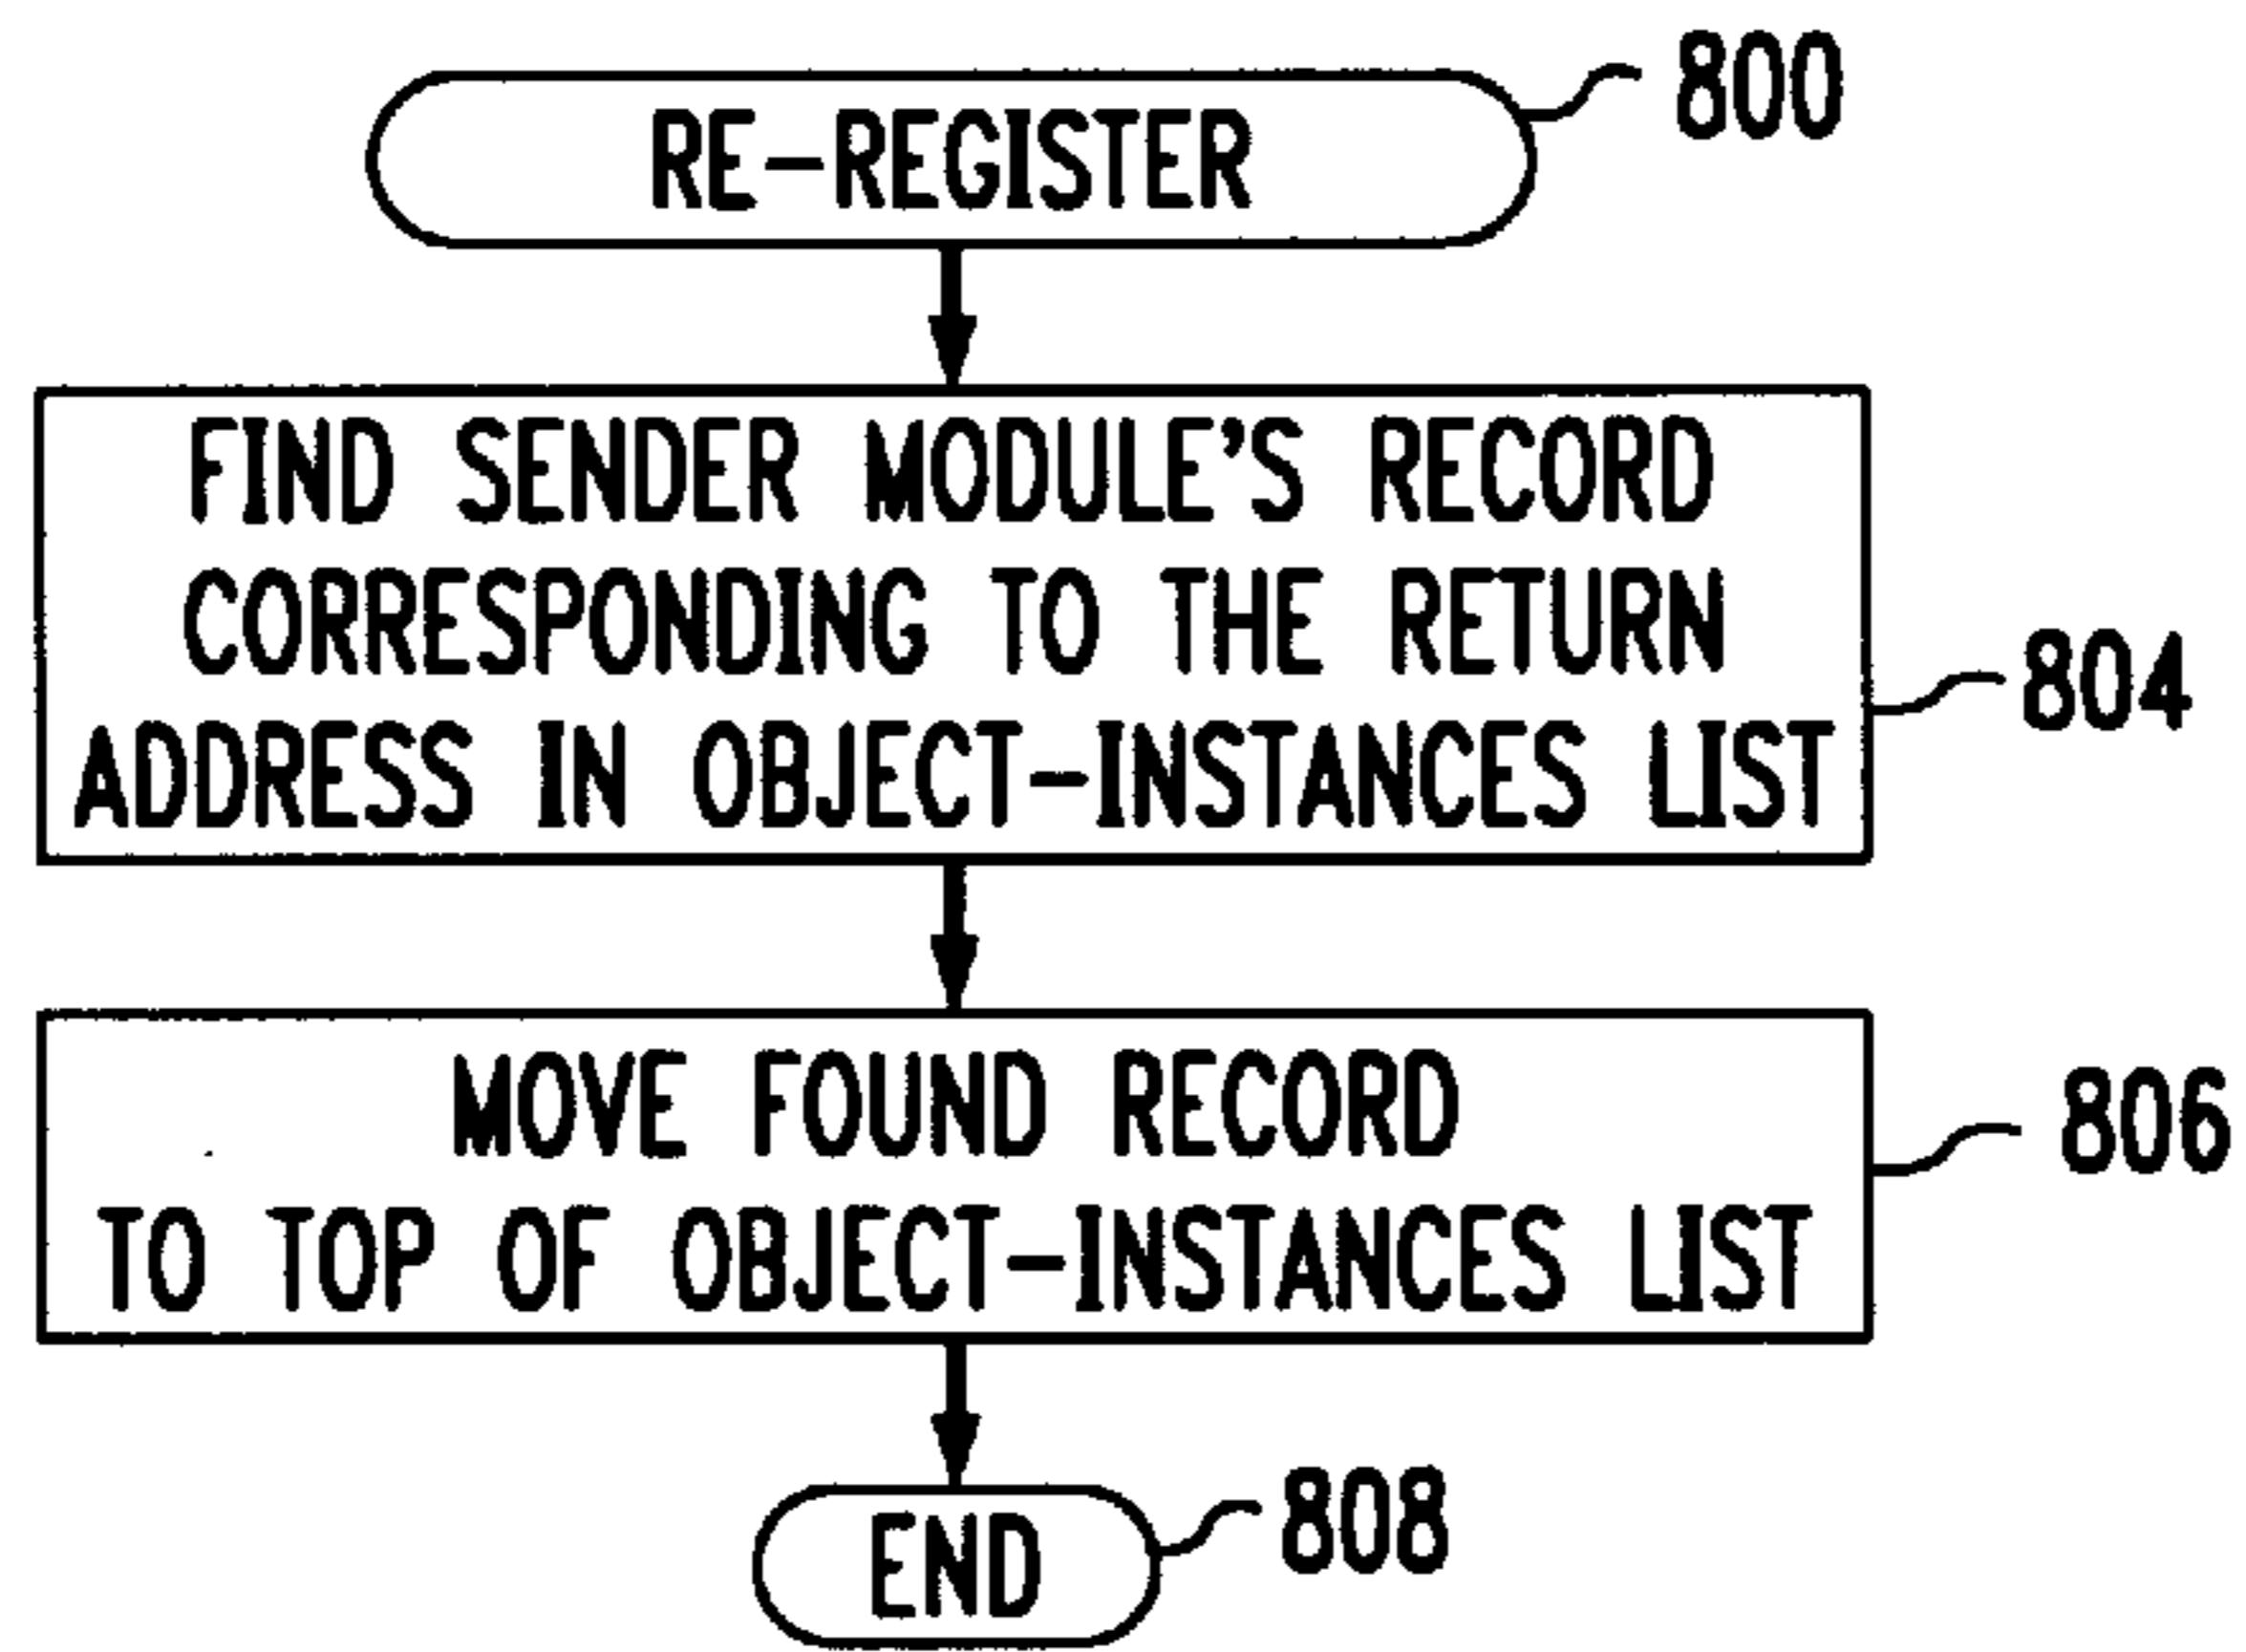 RE-REGISTER
800
FIND SENDER MODULE'S RECORD
CORRESPONDING TO THE RETURN
ADDRESS IN OBJECT-INSTANCES LIST
804
MOVE FOUND RECORD
TO TOP OF OBJECT-INSTANCES LIST
806
END
808